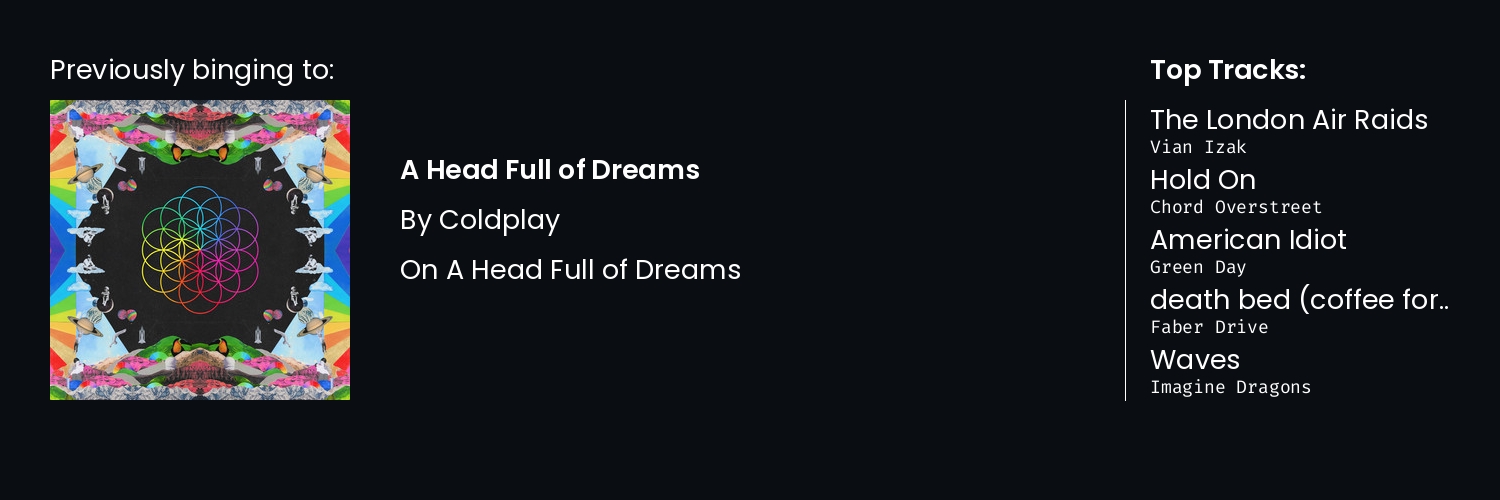 Previously binging to:
A Head Full of Dreams
By Coldplay
On A Head Full of Dreams
Top Tracks:
The London Air Raids
Vian Izak
Hold On
Chord Overstreet
American Idiot
Green Day
death bed (coffee for..
Faber Drive
Waves
Imagine Dragons